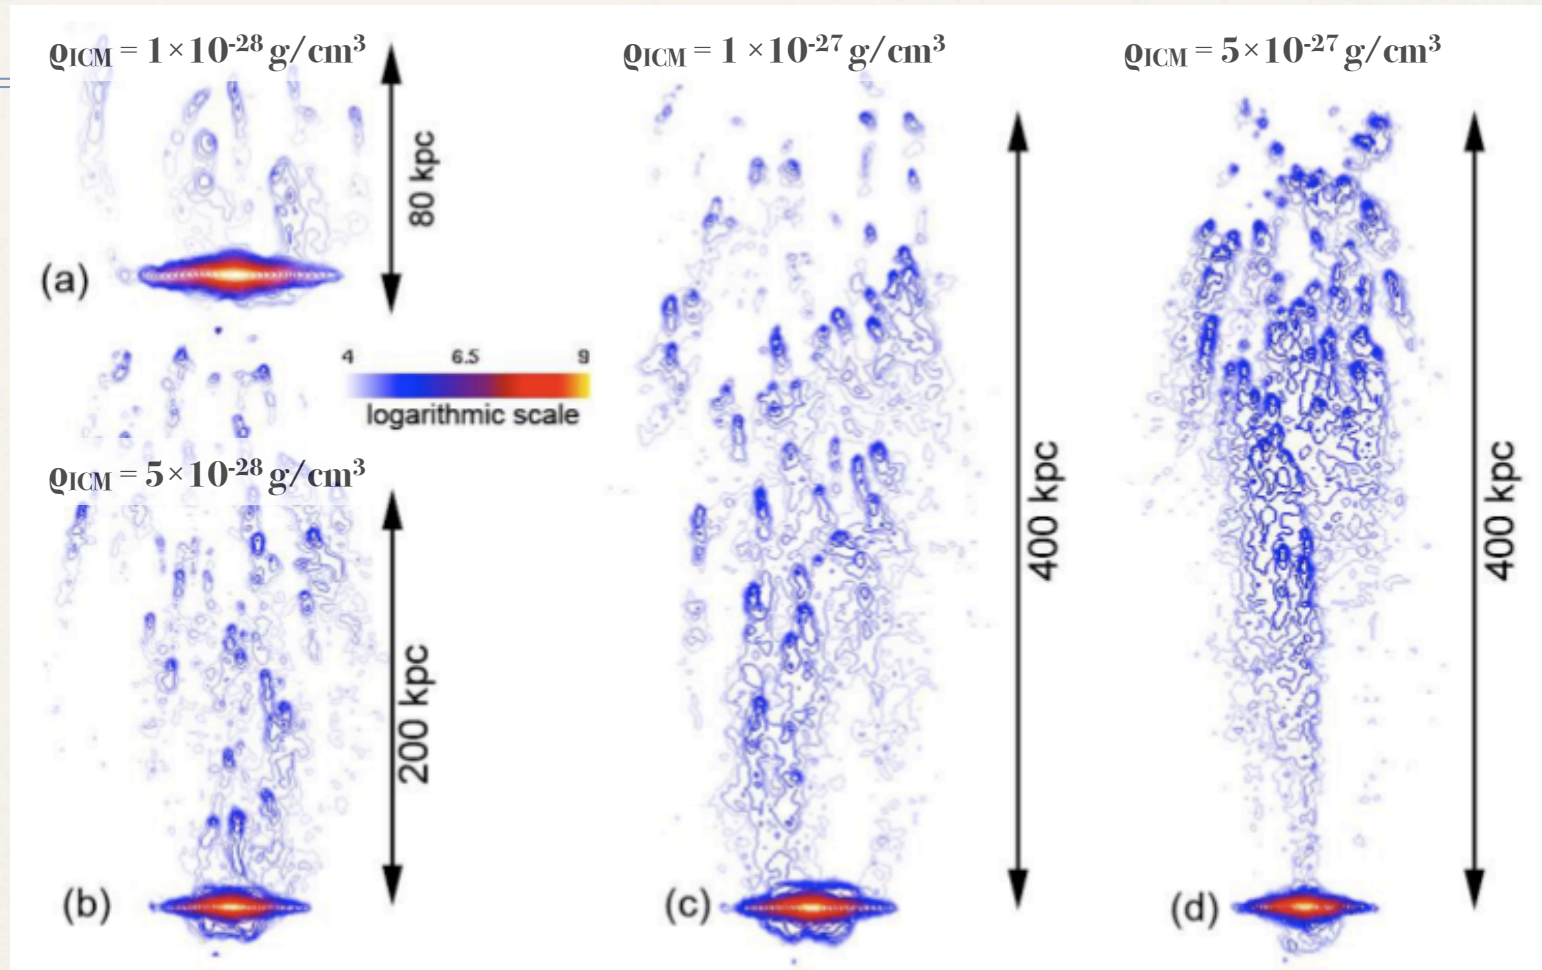 ϱICM = 1×10-28 g/cm3
80 kpc
(a)
4 6.5 9
logarithmic scale
ϱICM = 5×10-28 g/cm3
200 kpc
(b)
ϱICM = 1 ×10-27 g/cm3
400 kpc
(c)
ϱICM = 5×10-27 g/cm3
400 kpc
(d)